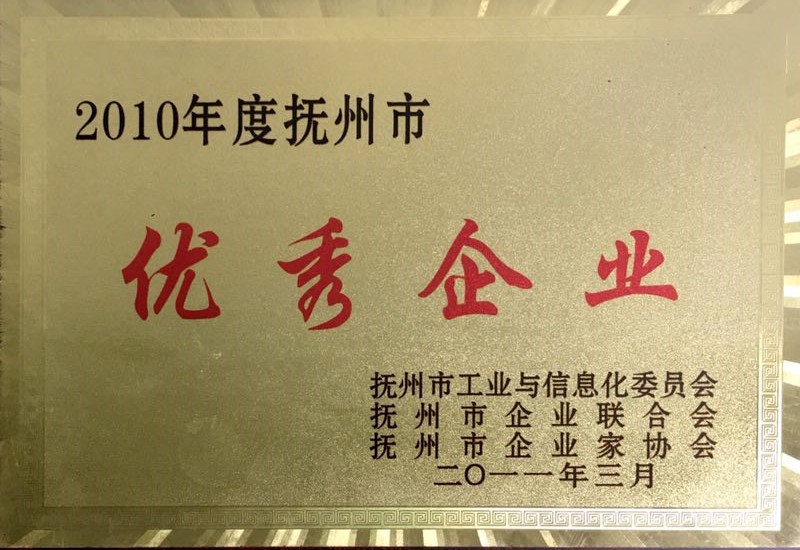 2010年度抚州市
优秀企业
抚州市工业与信息化委员会
抚州市企业联合会
抚州市企业家协会
二〇一一年三月